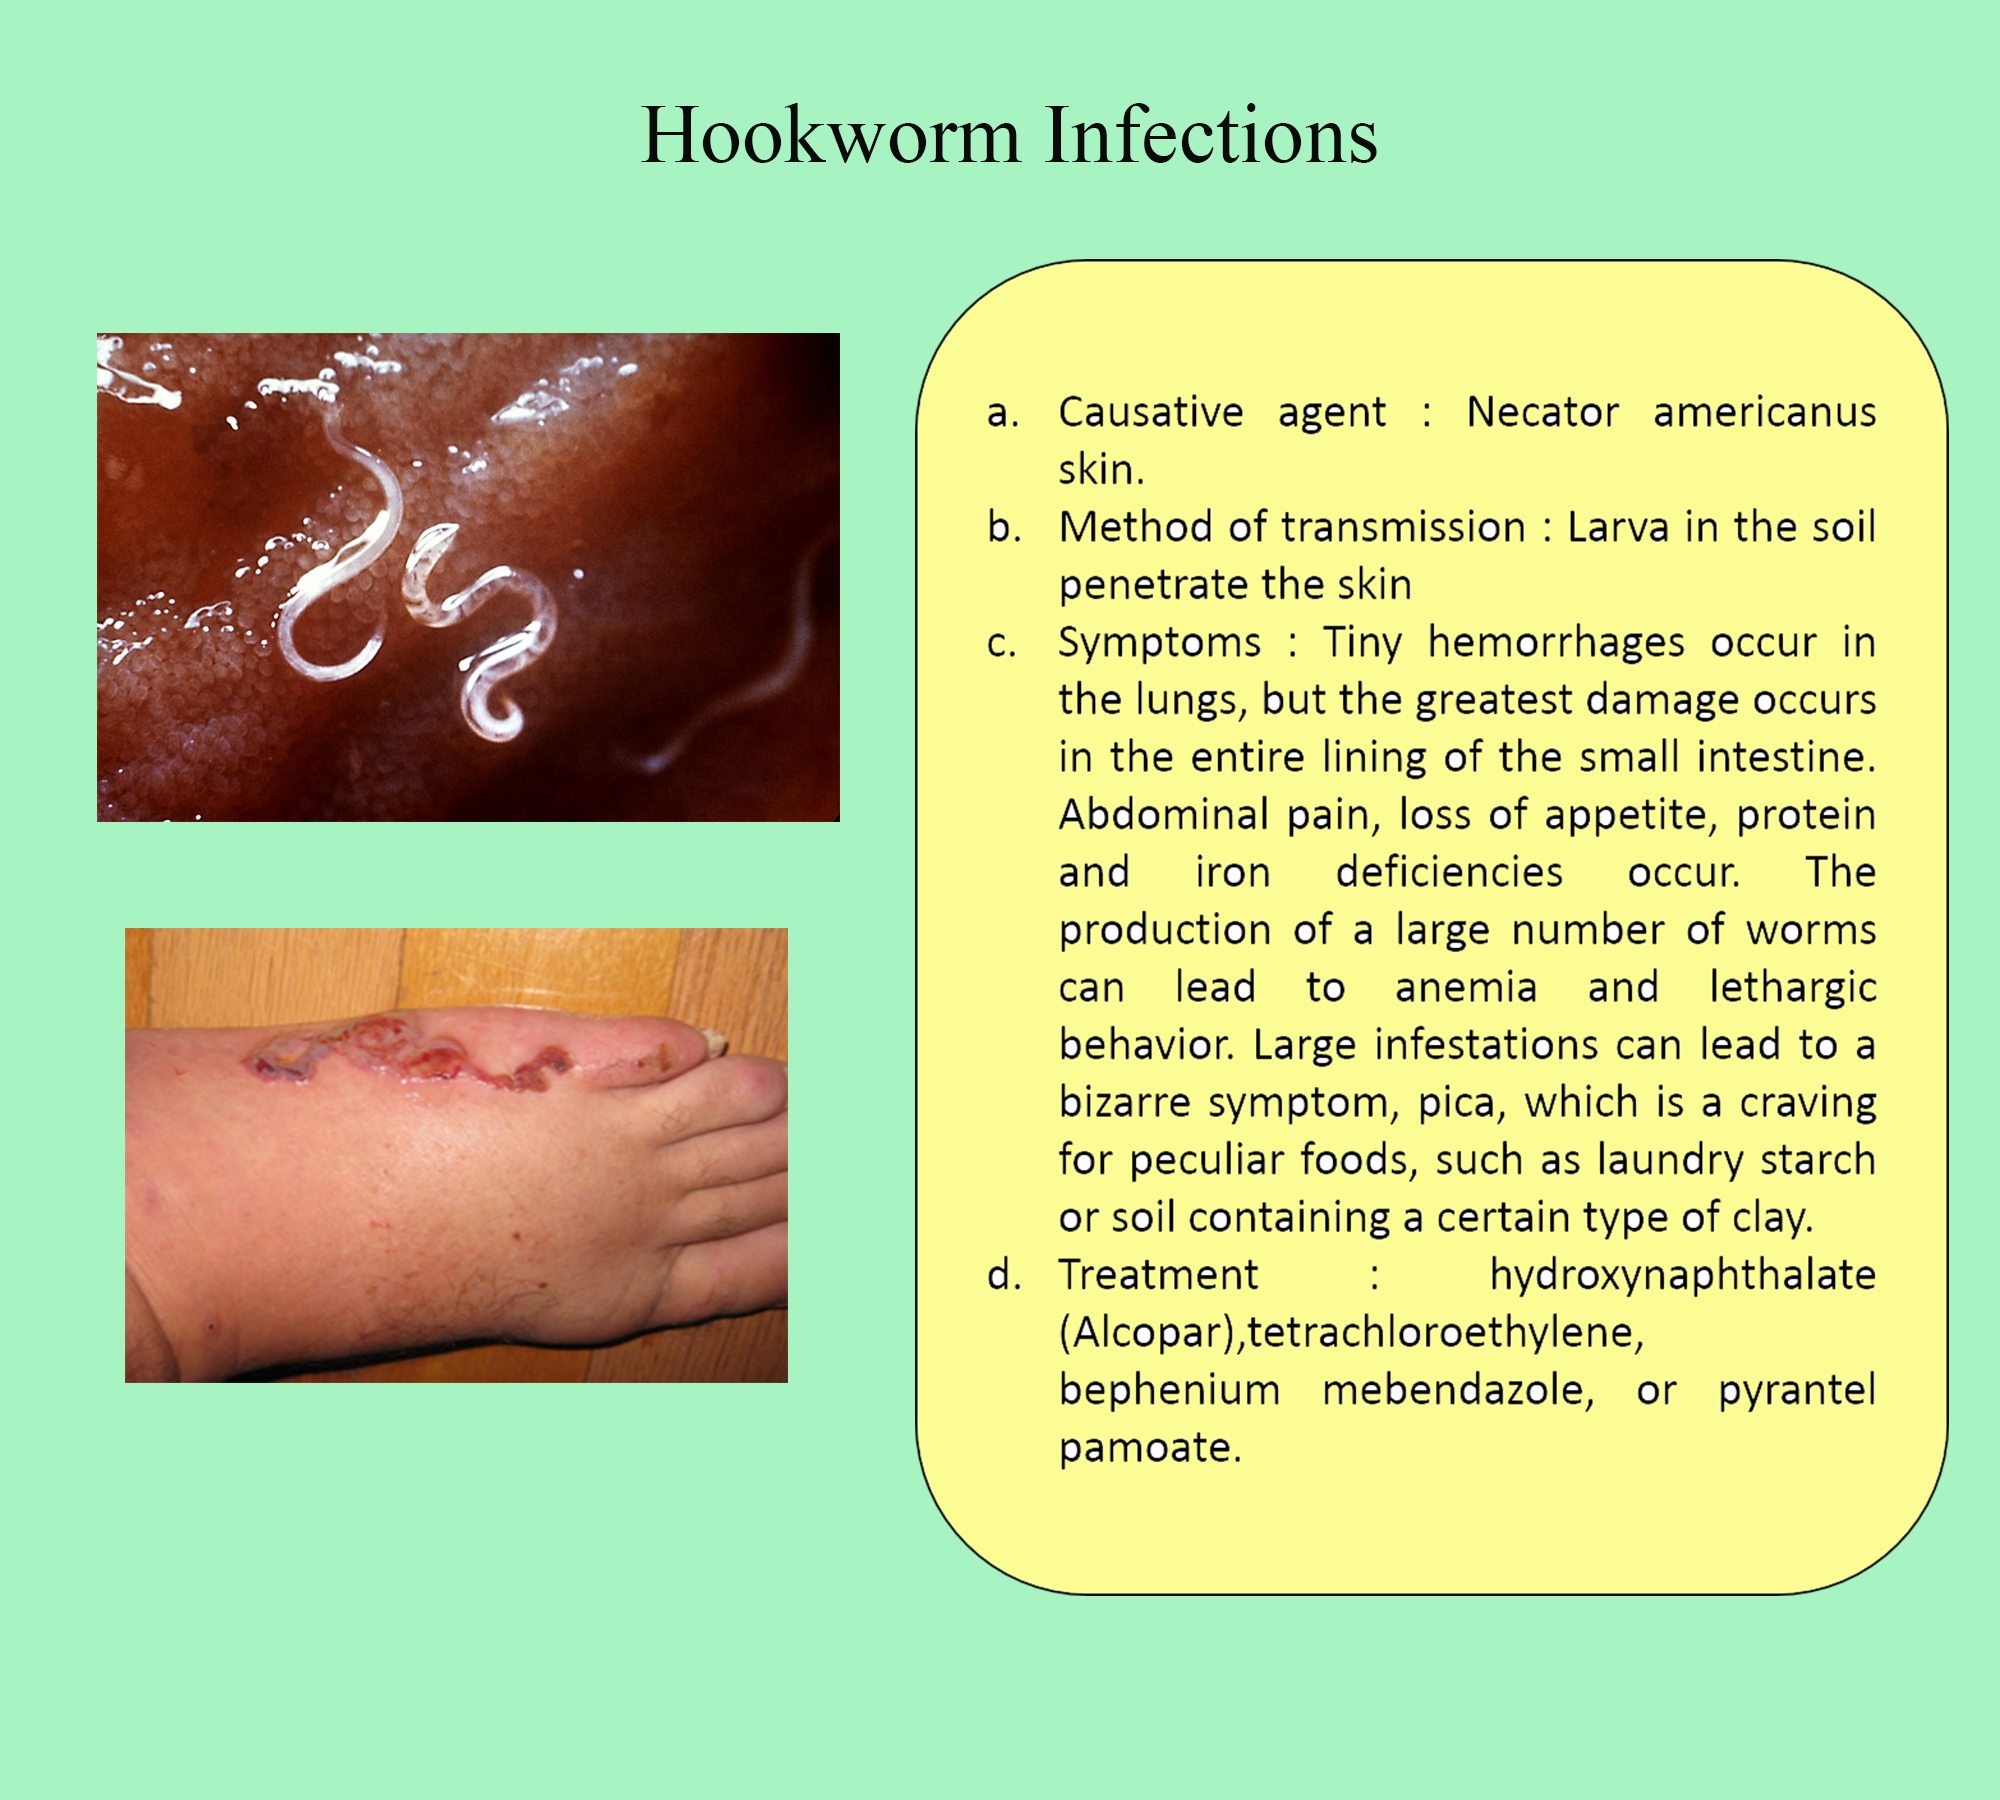 Hookworm Infections
a. Causative agent : Necator americanus
skin.
b. Method of transmission : Larva in the soil
penetrate the skin
c. Symptoms : Tiny hemorrhages occur in
the lungs, but the greatest damage occurs
in the entire lining of the small intestine.
Abdominal pain, loss of appetite, protein
and iron deficiencies occur. The
production of a large number of worms
can lead to anemia and lethargic
behavior. Large infestations can lead to a
bizarre symptom, pica, which is a craving
for peculiar foods, such as laundry starch
or soil containing a certain type of clay.
d. Treatment : hydroxynaphthalate
(Alcopar),tetrachloroethylene,
bephenium mebendazole, or pyrantel
pamoate.